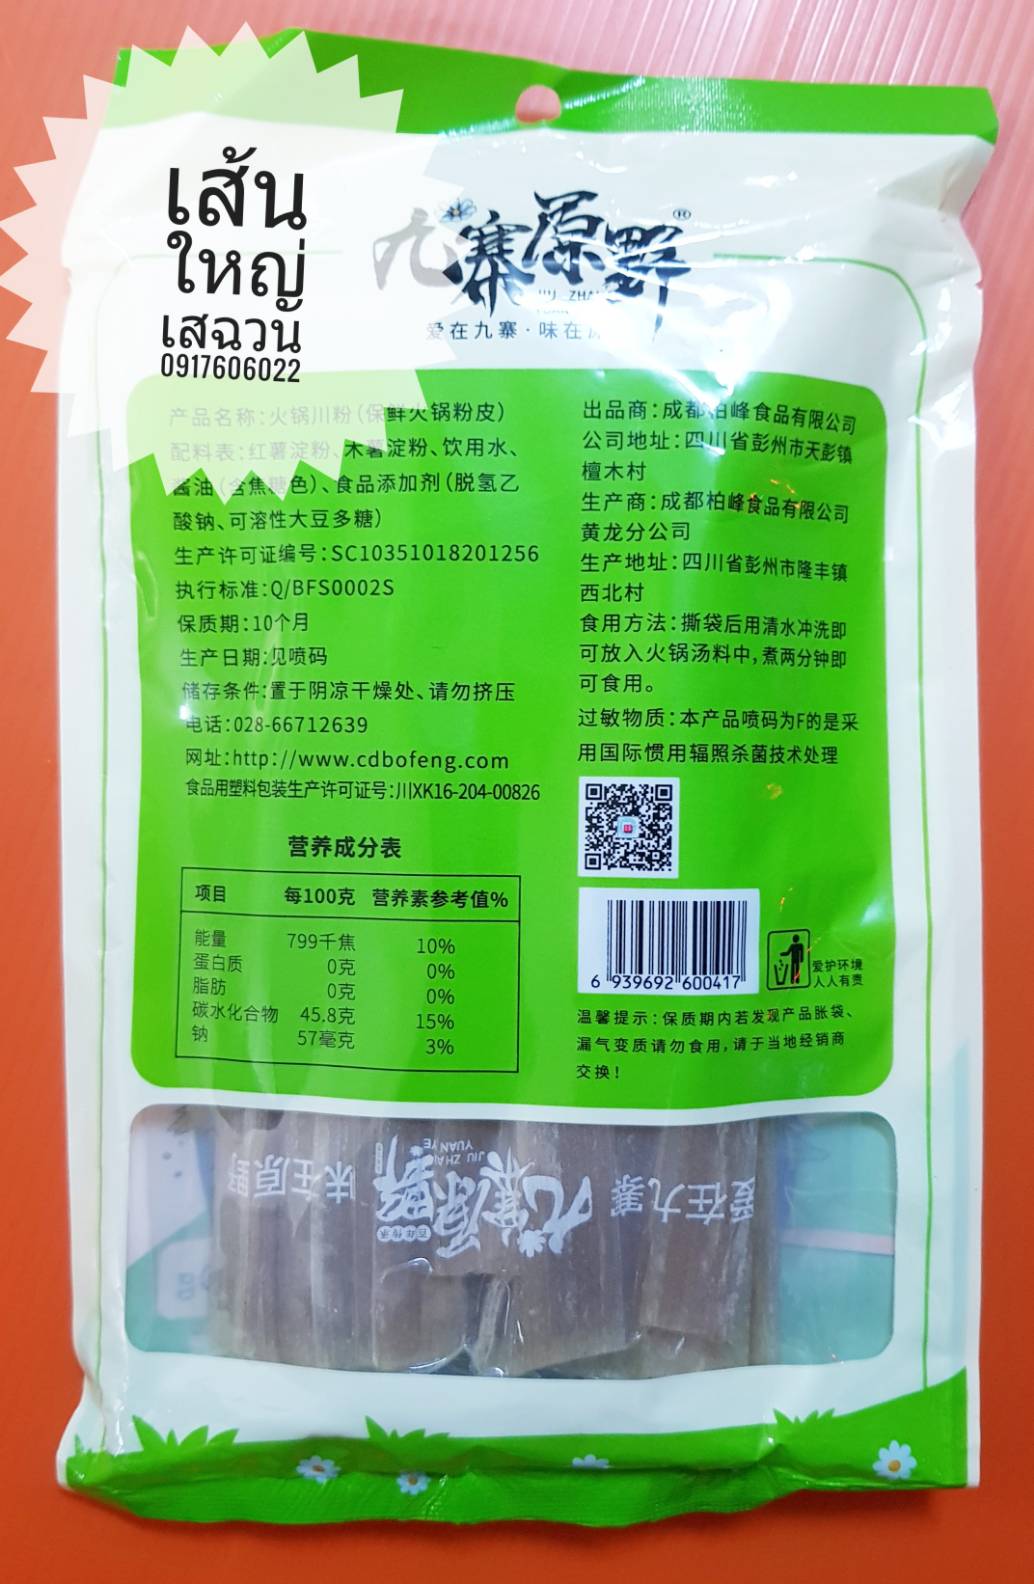 เส้น
ใหญ่
เสฉวน
0917606022
九寨原野®
爱在九寨·味在
产品名称:火锅川粉(保鲜火锅粉皮)
配料表:红薯淀粉、木薯淀粉、饮用水、
酱油(含焦糖色)、食品添加剂(脱氢乙
酸钠、可溶性大豆多糖)
生产许可证编号:SC10351018201256
执行标准:Q/BFS0002S
保质期:10个月
生产日期:见喷码
储存条件:置于阴凉干燥处、请勿挤压
电话:028-66712639
网址:http://www.cdbofeng.com
食品用塑料包装生产许可证号:川XK16-204-00826
营养成分表
项目 每100克 营养素参考值%
能量 799千焦 10%
蛋白质 0克 0%
脂肪 0克 0%
碳水化合物 45.8克 15%
钠 57毫克 3%
出品商:成都柏峰食品有限公司
公司地址:四川省彭州市天彭镇
檀木村
生产商:成都柏峰食品有限公司
黄龙分公司
生产地址:四川省彭州市隆丰镇
西北村
食用方法:撕袋后用清水冲洗即
可放入火锅汤料中,煮两分钟即
可食用。
过敏物质:本产品喷码为F的是采
用国际惯用辐照杀菌技术处理
6 939692 600417
爱护环境
人人有责
温馨提示:保质期内若发现产品胀袋、
漏气变质请勿食用,请于当地经销商
交换!
爱在九寨 味在原野
九寨原野
JIU ZHAI
YUAN YE
百年传承